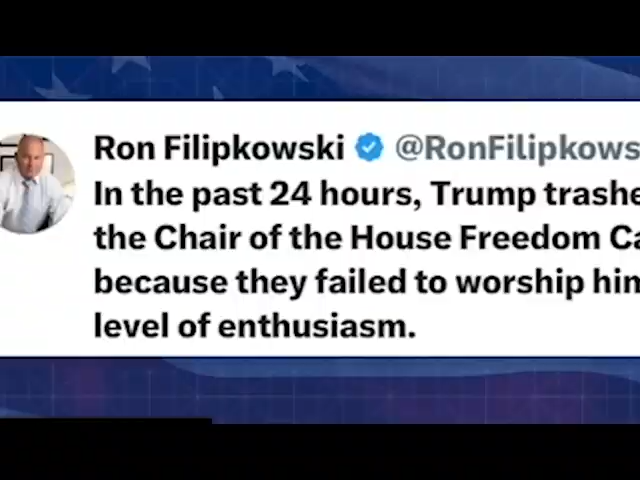 Ron Filipkowski @RonFilipkows
In the past 24 hours, Trump trashe
the Chair of the House Freedom Ca
because they failed to worship him
level of enthusiasm.